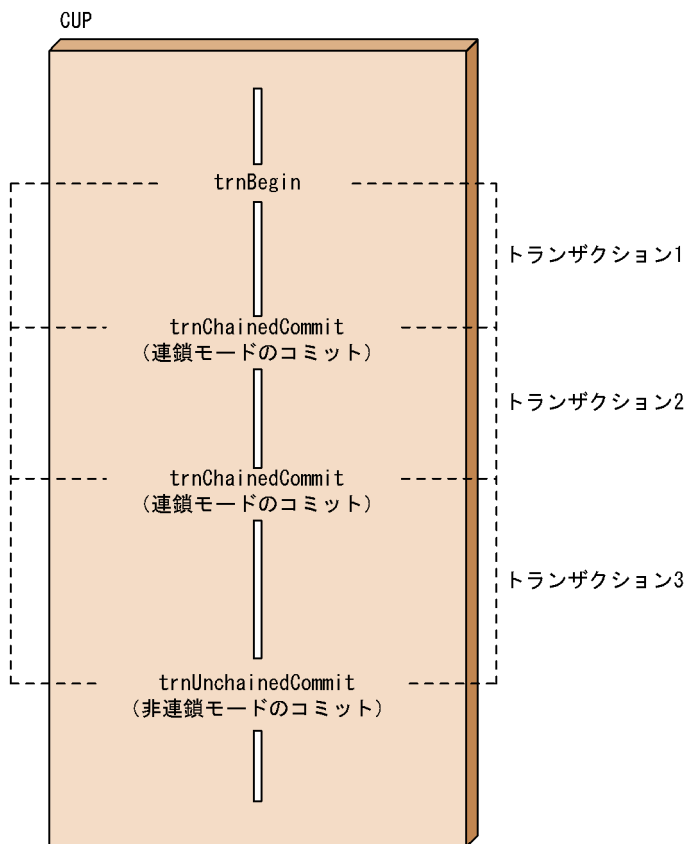 CUP
trnBegin
トランザクション1
trnChainedCommit
（連鎖モードのコミット）
トランザクション2
trnChainedCommit
（連鎖モードのコミット）
トランザクション3
trnUnchainedCommit
（非連鎖モードのコミット）